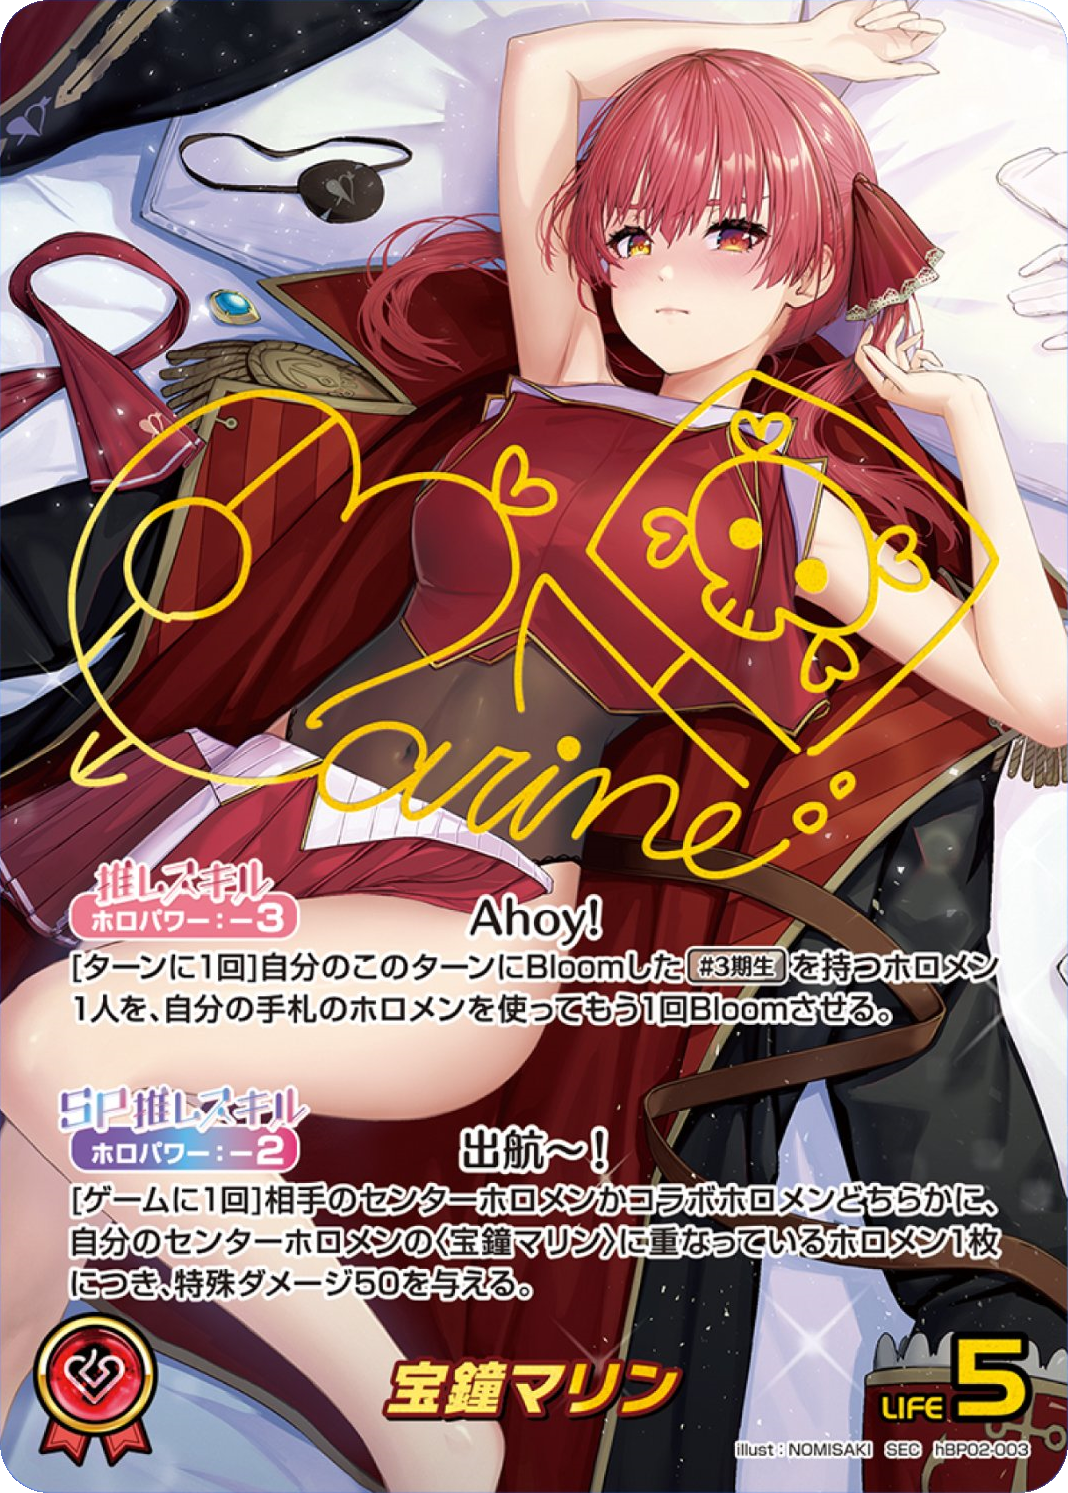 Marine
推しスキル
ホロパワー：－3
Ahoy!
[ターンに1回]自分のこのターンにBloomした #3期生 を持つホロメン
1人を、自分の手札のホロメンを使ってもう1回Bloomさせる。
SP推しスキル
ホロパワー：－2
出航～！
[ゲームに1回]相手のセンターホロメンかコラボホロメンどちらかに、
自分のセンターホロメンの〈宝鐘マリン〉に重なっているホロメン1枚
につき、特殊ダメージ50を与える。
宝鐘マリン
LIFE 5
illust：NOMISAKI SEC hBP02-003